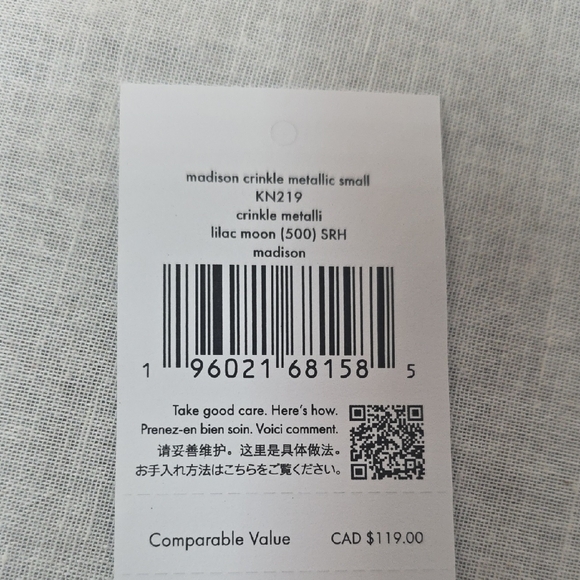 madison crinkle metallic small
KN219
crinkle metalli
lilac moon (500) SRH
madison
1 96021 68158 5
Take good care. Here's how.
Prenez-en bien soin. Voici comment.
请妥善维护。这里是具体做法。
お手入れ方法はこちらをご覧ください。
Comparable Value CAD $119.00